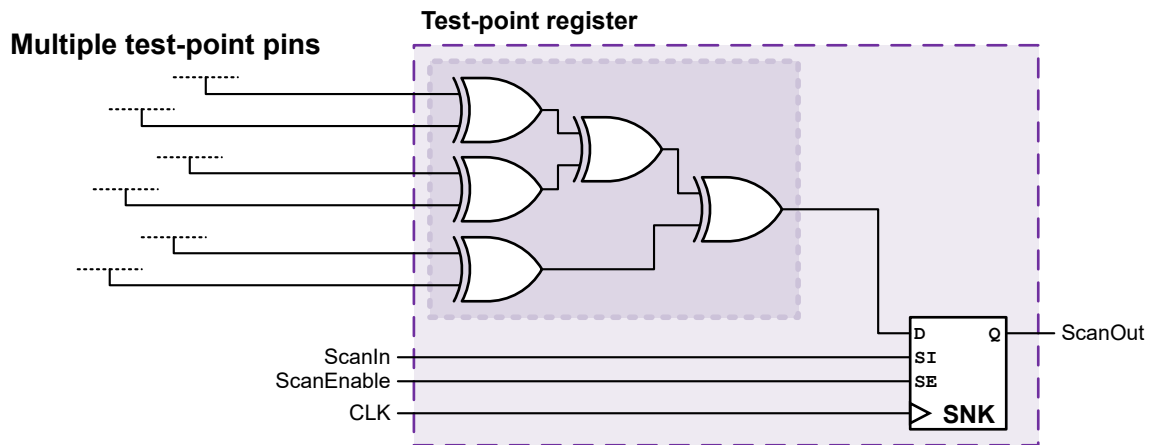 Test-point register
Multiple test-point pins
D Q
ScanOut
ScanIn
SI
ScanEnable
SE
CLK
SNK